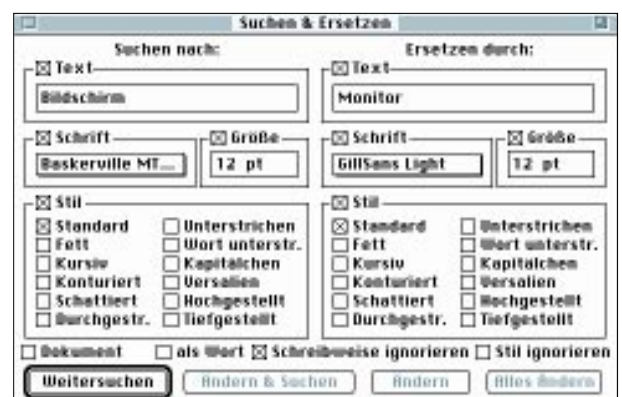 Suchen & Ersetzen
Suchen nach: Ersetzen durch:
Text Text
Bildschirm Monitor
Schrift Größe Schrift Größe
Baskerville MT... 12 pt GillSans Light 12 pt
Stil Stil
Standard Unterstrichen Standard Unterstrichen
Fett Wort unterstr. Fett Wort unterstr.
Kursiv Kapitälchen Kursiv Kapitälchen
Konturiert Versalien Konturiert Versalien
Schattiert Hochgestellt Schattiert Hochgestellt
Durchgestr. Tiefgestellt Durchgestr. Tiefgestellt
Dokument als Wort Schreibweise ignorieren Stil ignorieren
Weitersuchen Ändern & Suchen Ändern Alles Ändern